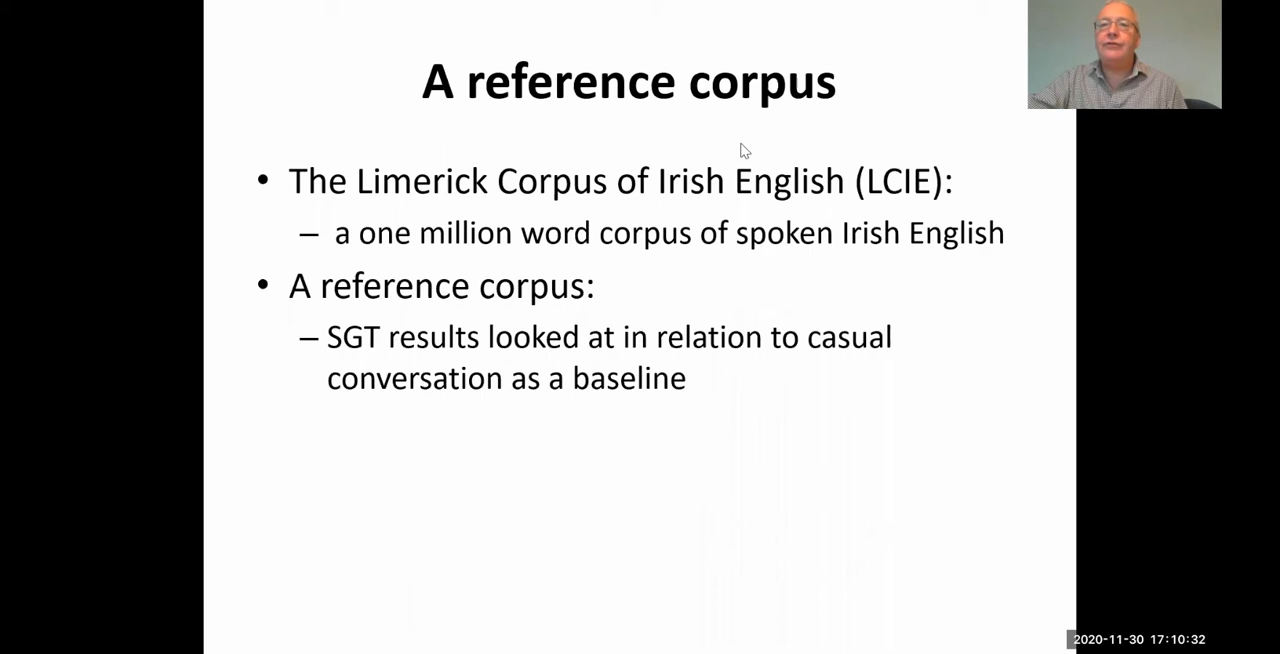 A reference corpus
• The Limerick Corpus of Irish English (LCIE):
– a one million word corpus of spoken Irish English
• A reference corpus:
– SGT results looked at in relation to casual
conversation as a baseline
2020-11-30 17:10:32